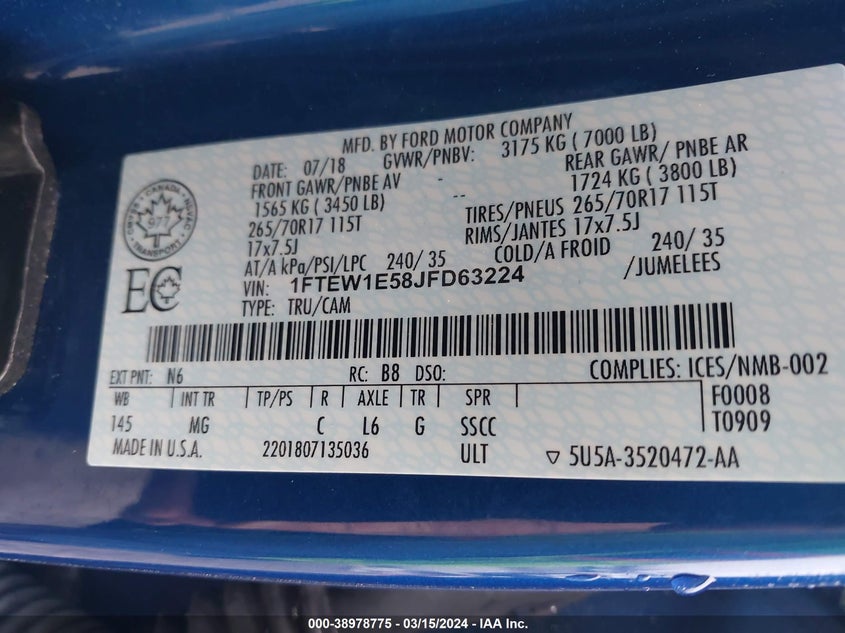 MFD. BY FORD MOTOR COMPANY
DATE: 07/18 GVWR/PNBV: 3175 KG ( 7000 LB)
FRONT GAWR/PNBE AV - REAR GAWR/ PNBE AR
1565 KG ( 3450 LB) -- 1724 KG ( 3800 LB)
265/70R17 115T TIRES/PNEUS 265/70R17 115T
17x7.5J RIMS/JANTES 17x7.5J
AT/A kPa/PSI/LPC 240/ 35 COLD/A FROID 240/ 35
VIN: 1FTEW1E58JFD63224 /JUMELEES
TYPE: TRU/CAM
CANADA
TRANSPORT
977
EC
EXT PNT: N6 RC: B8 DSO: COMPLIES: ICES/NMB-002
WB INT TR TP/PS R AXLE TR SPR F0008
145 MG C L6 G SSCC T0909
MADE IN U.S.A. 2201807135036 ULT ▽ 5U5A-3520472-AA
000-38978775 - 03/15/2024 - IAA Inc.